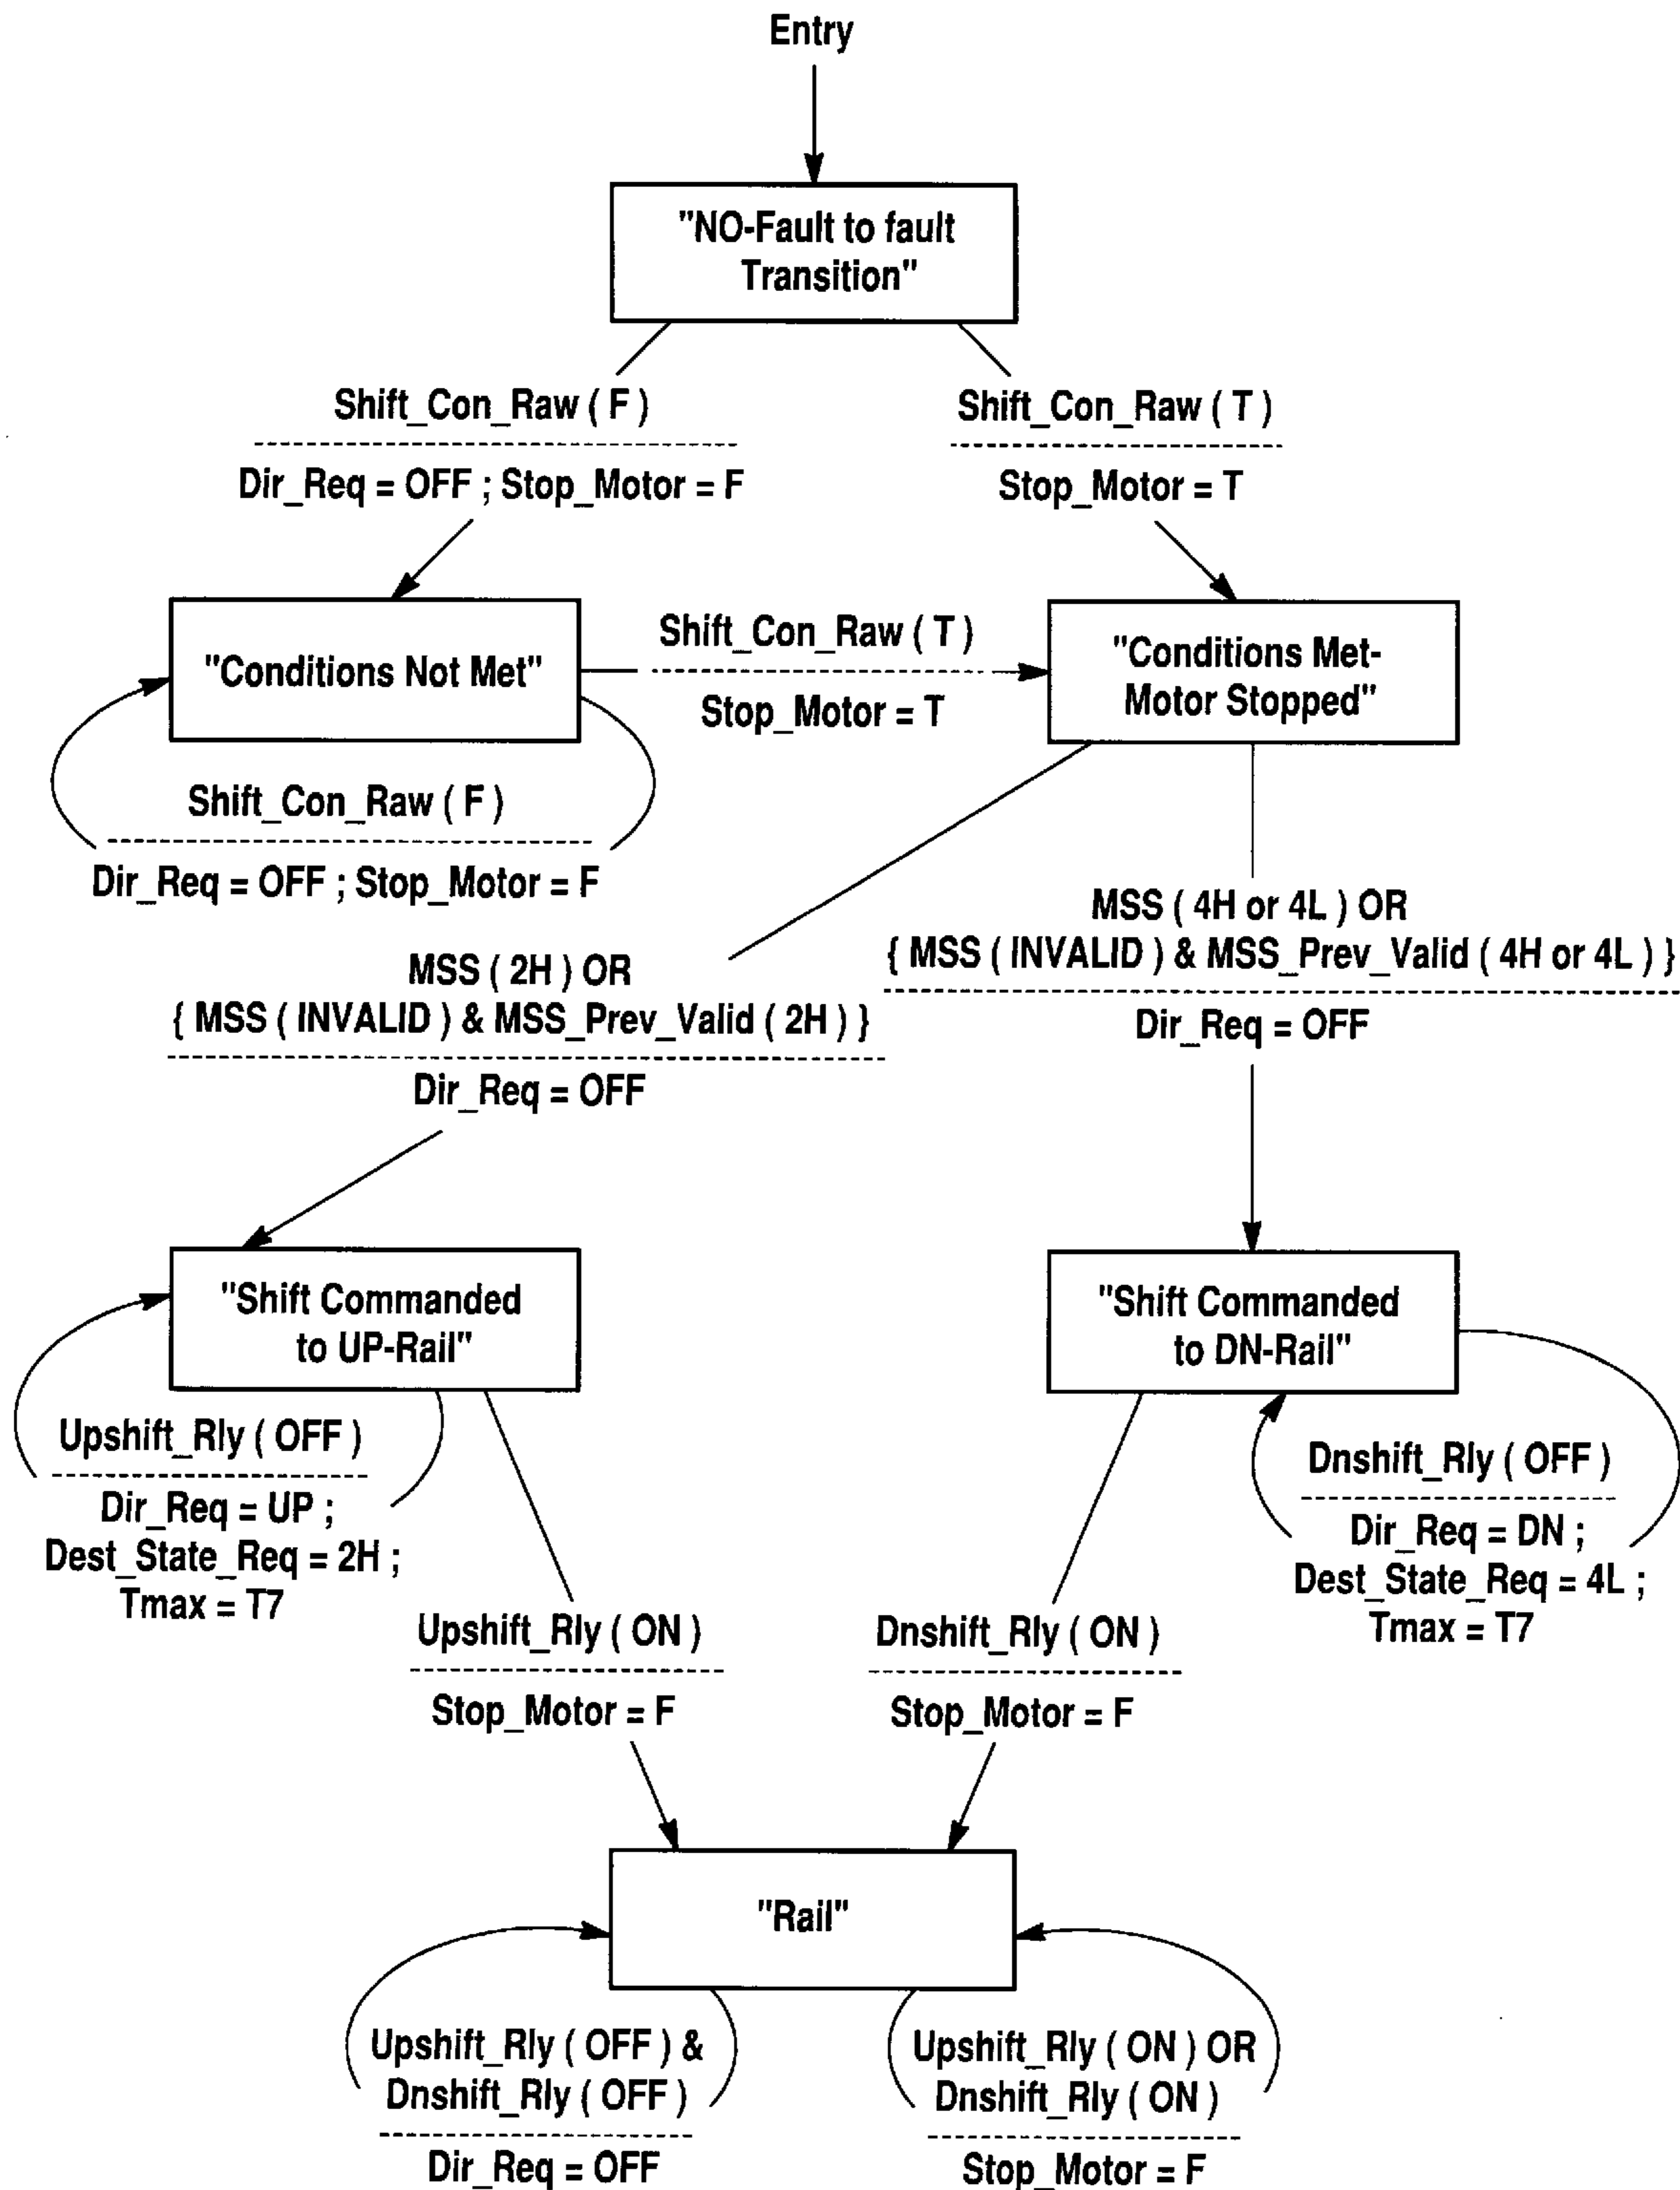 Entry
"NO-Fault to fault
Transition"
Shift_Con_Raw ( F )
Dir_Req = OFF ; Stop_Motor = F
Shift_Con_Raw ( T )
Stop_Motor = T
"Conditions Not Met"
Shift_Con_Raw ( T )
Stop_Motor = T
"Conditions Met-
Motor Stopped"
Shift_Con_Raw ( F )
Dir_Req = OFF ; Stop_Motor = F
MSS ( 2H ) OR
{ MSS ( INVALID ) & MSS_Prev_Valid ( 2H ) }
Dir_Req = OFF
MSS ( 4H or 4L ) OR
{ MSS ( INVALID ) & MSS_Prev_Valid ( 4H or 4L ) }
Dir_Req = OFF
"Shift Commanded
to UP-Rail"
"Shift Commanded
to DN-Rail"
Upshift_Rly ( OFF )
Dir_Req = UP ;
Dest_State_Req = 2H ;
Tmax = T7
Dnshift_Rly ( OFF )
Dir_Req = DN ;
Dest_State_Req = 4L ;
Tmax = T7
Upshift_Rly ( ON )
Stop_Motor = F
Dnshift_Rly ( ON )
Stop_Motor = F
"Rail"
Upshift_Rly ( OFF ) &
Dnshift_Rly ( OFF )
Dir_Req = OFF
Upshift_Rly ( ON ) OR
Dnshift_Rly ( ON )
Stop_Motor = F